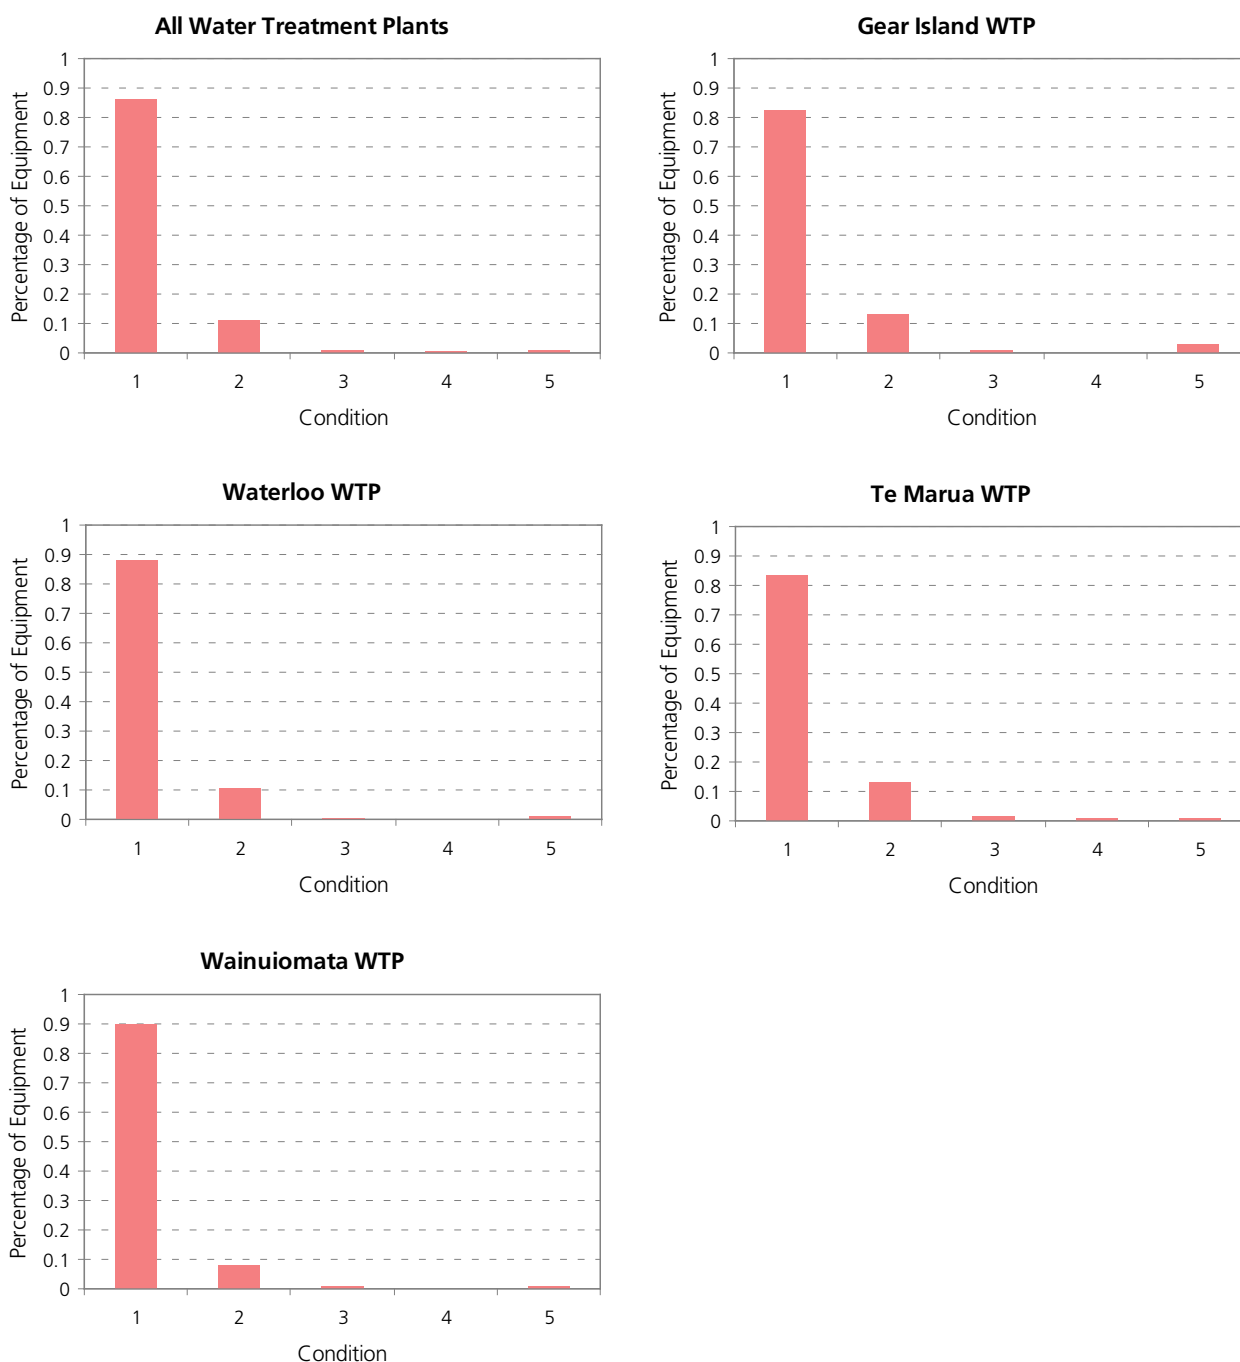 All Water Treatment Plants
Percentage of Equipment
1
0.9
0.8
0.7
0.6
0.5
0.4
0.3
0.2
0.1
0
1 2 3 4 5
Condition
Gear Island WTP
Percentage of Equipment
1
0.9
0.8
0.7
0.6
0.5
0.4
0.3
0.2
0.1
0
1 2 3 4 5
Condition
Waterloo WTP
Percentage of Equipment
1
0.9
0.8
0.7
0.6
0.5
0.4
0.3
0.2
0.1
0
1 2 3 4 5
Condition
Te Marua WTP
Percentage of Equipment
1
0.9
0.8
0.7
0.6
0.5
0.4
0.3
0.2
0.1
0
1 2 3 4 5
Condition
Wainuiomata WTP
Percentage of Equipment
1
0.9
0.8
0.7
0.6
0.5
0.4
0.3
0.2
0.1
0
1 2 3 4 5
Condition